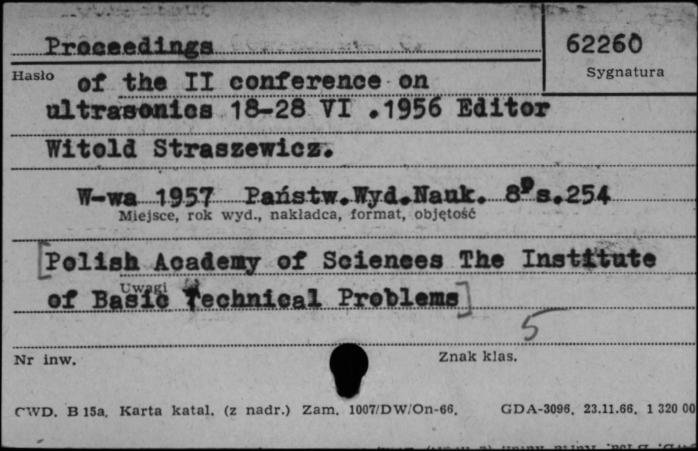 Proceedings
62260
Hasło
Sygnatura
of the II conference on
ultrasonics 18-28 VI .1956 Editor
Witold Straszewicz.
W-wa 1957 Państw.Wyd.Nauk. 8° s.254
Miejsce, rok wyd., nakładca, format, objętość
[Polish Academy of Sciences The Institute
Uwagi
of Basic Technical Problems]
5
Nr inw.
Znak klas.
CWD. B 15a. Karta katal. (z nadr.) Zam. 1007/DW/On-66. GDA-3096. 23.11.66. 1 320 00